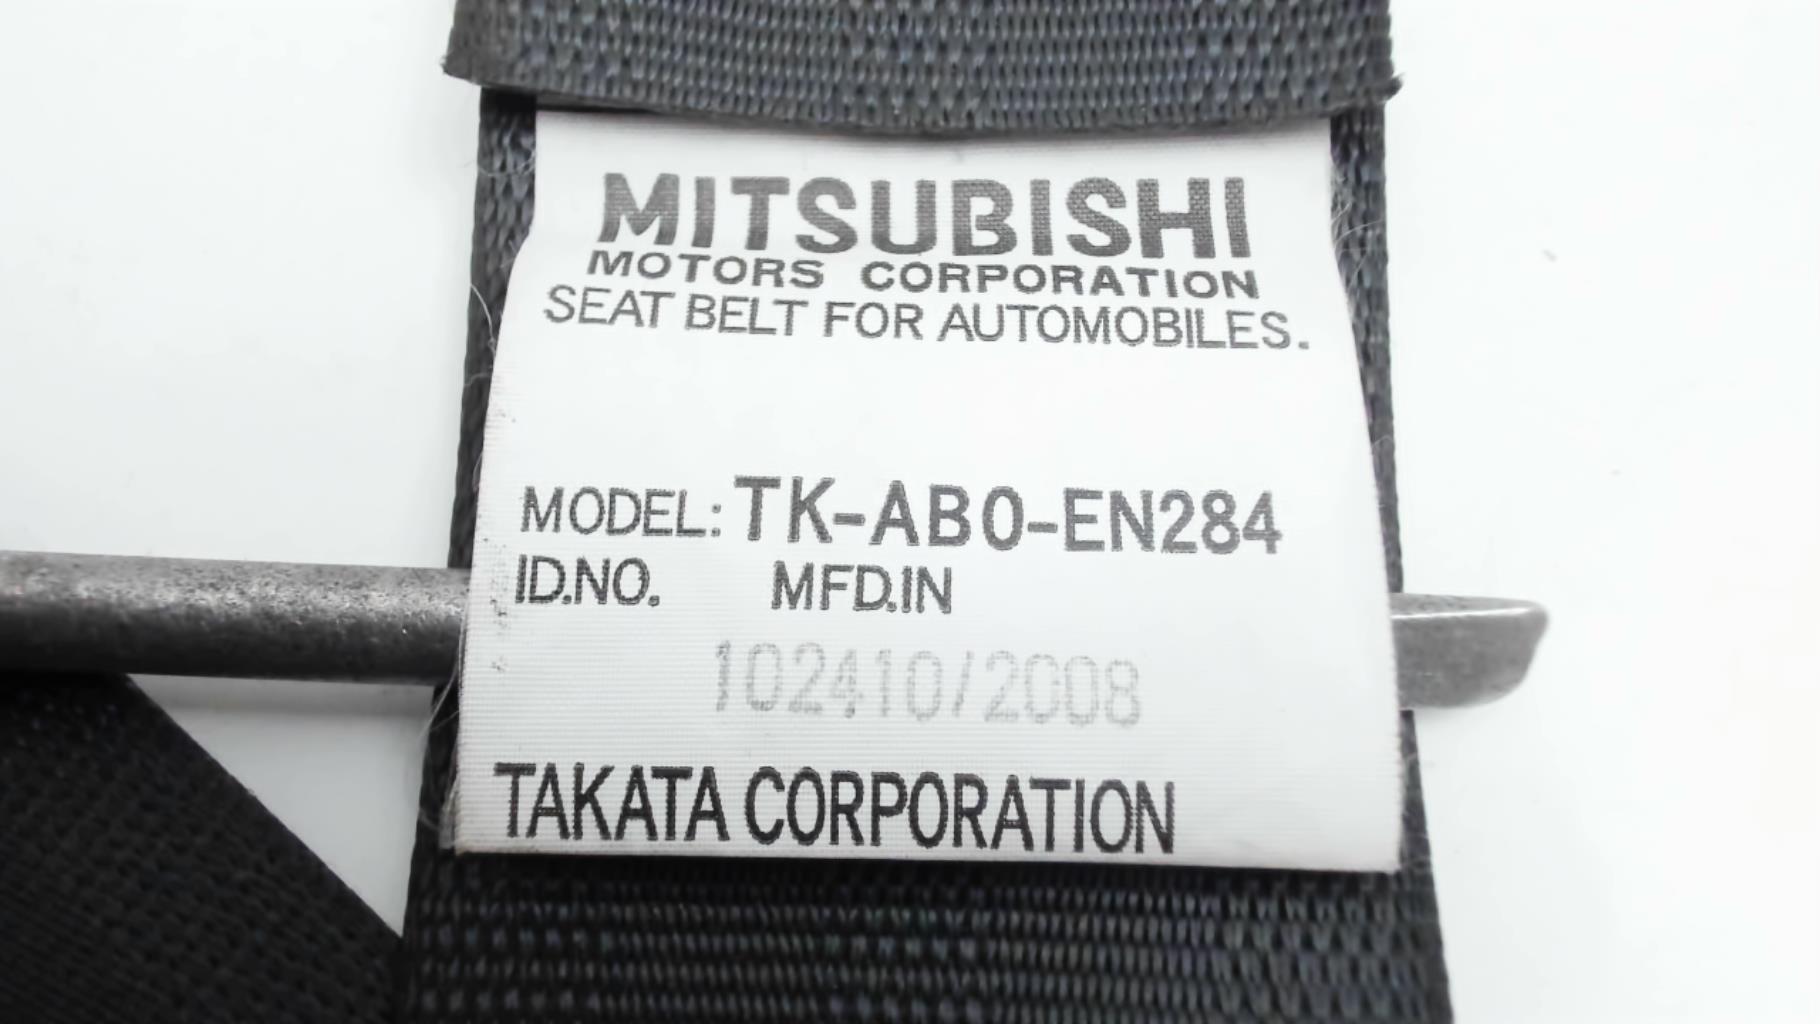 MITSUBISHI
MOTORS CORPORATION
SEAT BELT FOR AUTOMOBILES.
MODEL: TK-AB0-EN284
ID.NO. MFD.IN
102410/2008
TAKATA CORPORATION